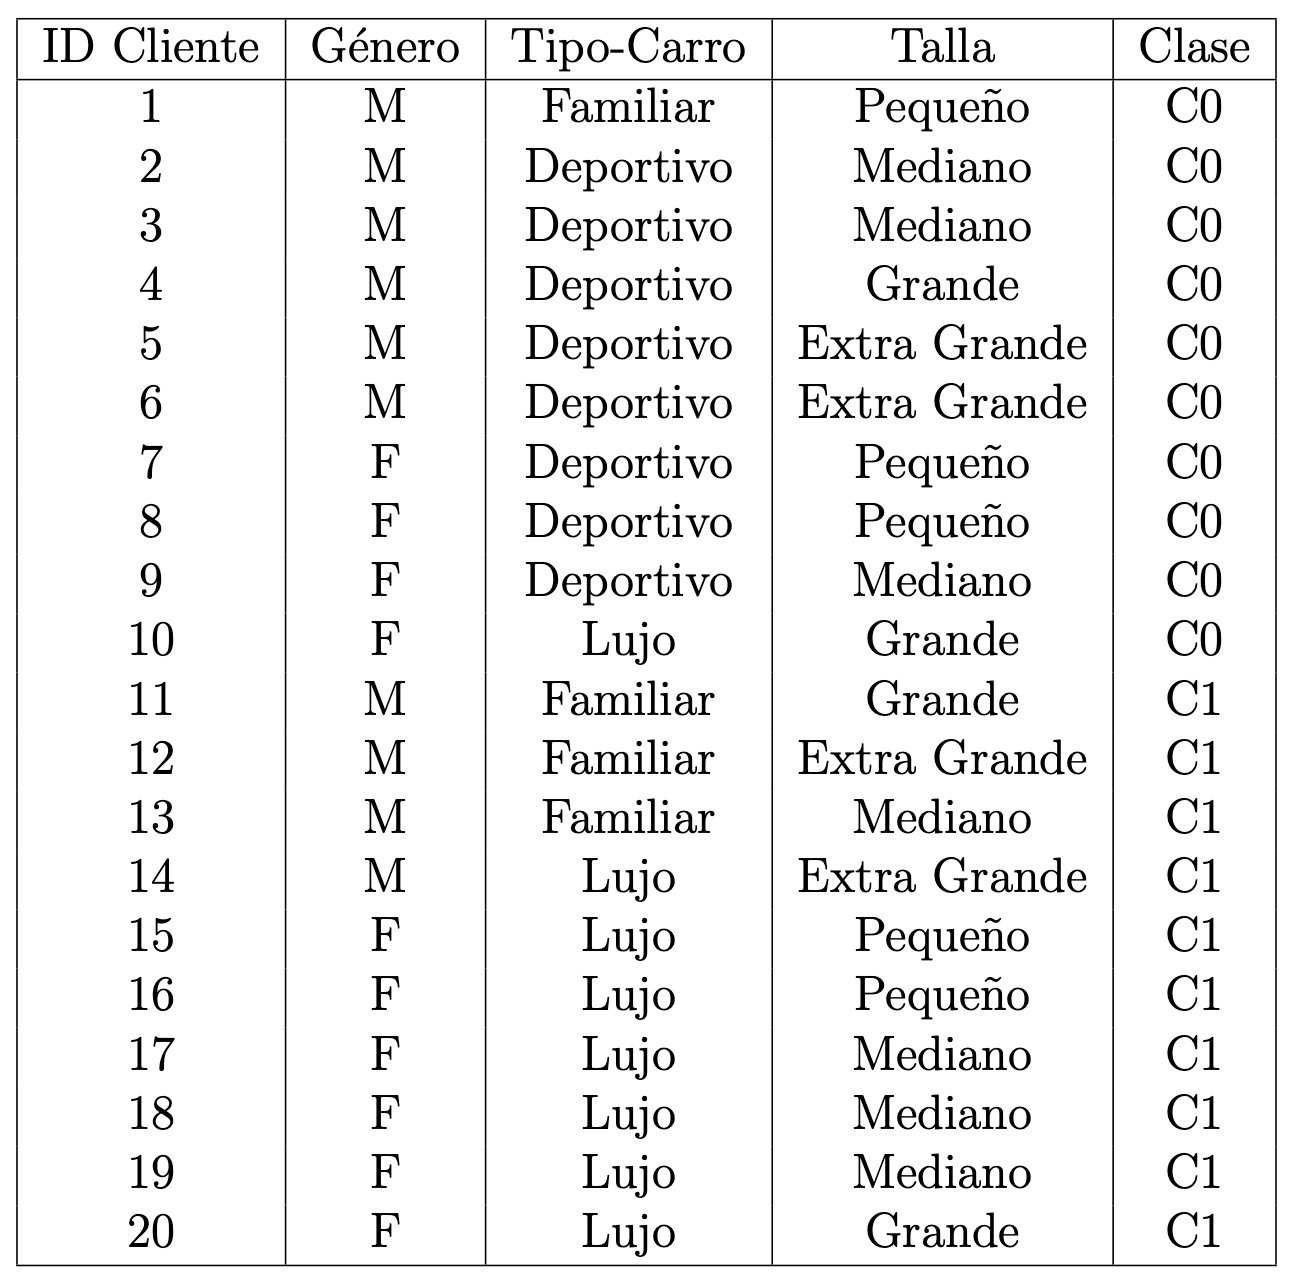 ID Cliente Género Tipo-Carro Talla Clase
1 M Familiar Pequeño C0
2 M Deportivo Mediano C0
3 M Deportivo Mediano C0
4 M Deportivo Grande C0
5 M Deportivo Extra Grande C0
6 M Deportivo Extra Grande C0
7 F Deportivo Pequeño C0
8 F Deportivo Pequeño C0
9 F Deportivo Mediano C0
10 F Lujo Grande C0
11 M Familiar Grande C1
12 M Familiar Extra Grande C1
13 M Familiar Mediano C1
14 M Lujo Extra Grande C1
15 F Lujo Pequeño C1
16 F Lujo Pequeño C1
17 F Lujo Mediano C1
18 F Lujo Mediano C1
19 F Lujo Mediano C1
20 F Lujo Grande C1